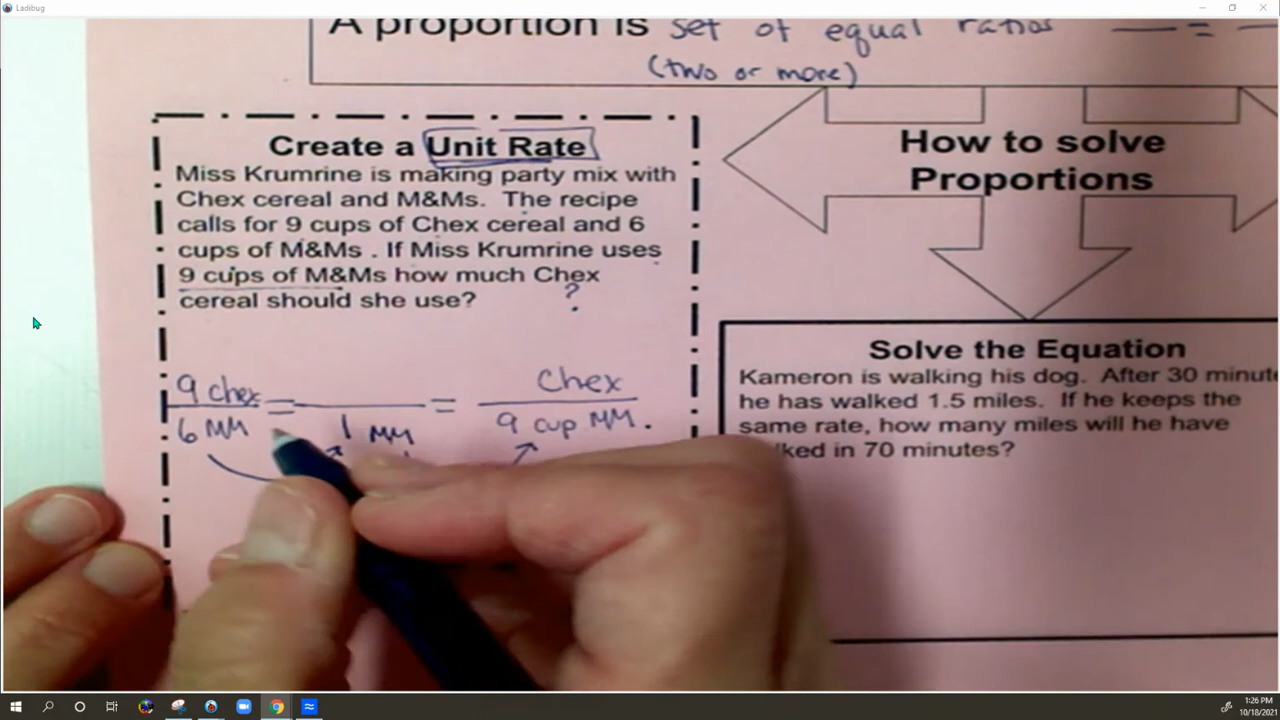 Ladibug
A proportion is set of equal ratios — = —
(two or more)
Create a Unit Rate
Miss Krumrine is making party mix with
Chex cereal and M&Ms. The recipe
calls for 9 cups of Chex cereal and 6
cups of M&Ms . If Miss Krumrine uses
9 cups of M&Ms how much Chex
cereal should she use?
?
9 chex = ___ = Chex
6 MM 1 MM 9 cup MM.
How to solve
Proportions
Solve the Equation
Kameron is walking his dog. After 30 minute
he has walked 1.5 miles. If he keeps the
same rate, how many miles will he have
lked in 70 minutes?
1:26 PM
10/18/2021